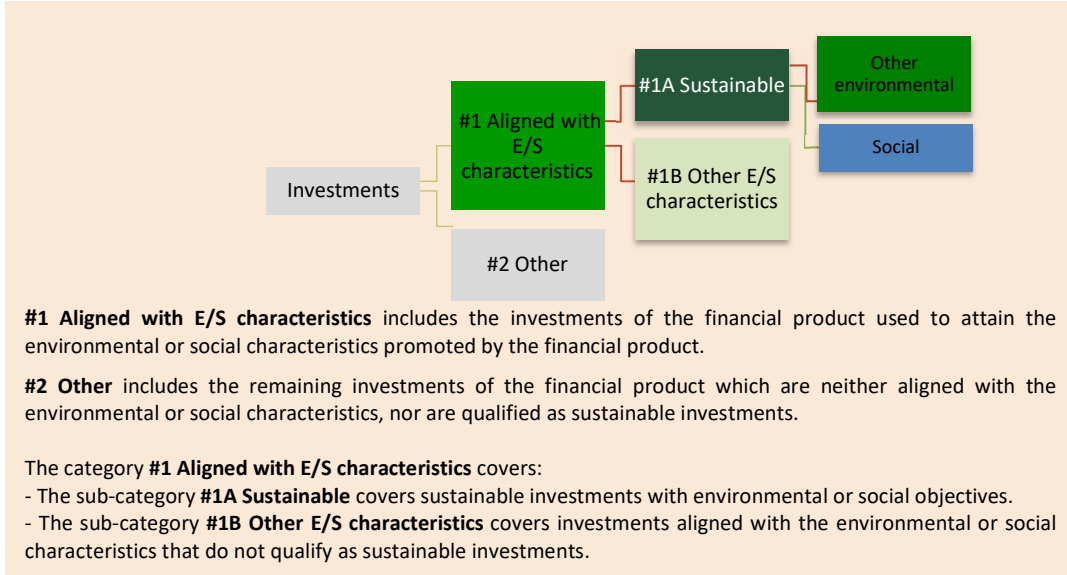 Investments
#1 Aligned with
E/S
characteristics
#2 Other
#1A Sustainable
#1B Other E/S
characteristics
Other
environmental
Social
#1 Aligned with E/S characteristics includes the investments of the financial product used to attain the
environmental or social characteristics promoted by the financial product.
#2 Other includes the remaining investments of the financial product which are neither aligned with the
environmental or social characteristics, nor are qualified as sustainable investments.
The category #1 Aligned with E/S characteristics covers:
- The sub-category #1A Sustainable covers sustainable investments with environmental or social objectives.
- The sub-category #1B Other E/S characteristics covers investments aligned with the environmental or social
characteristics that do not qualify as sustainable investments.